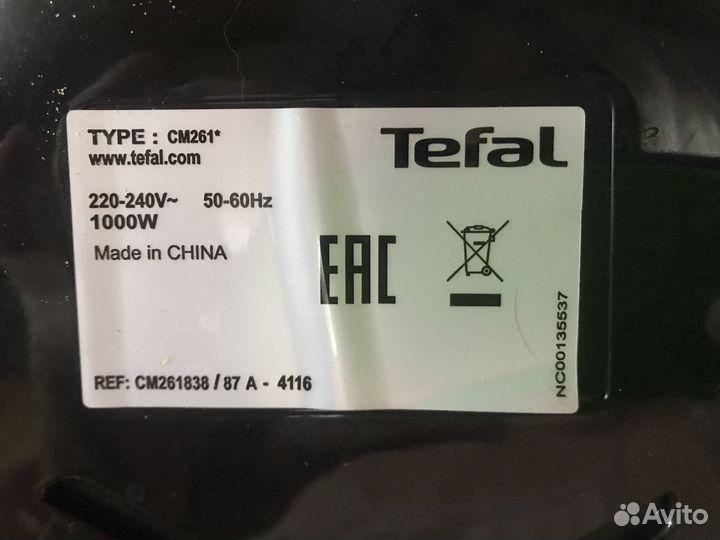 TYPE : CM261*
www.tefal.com
Tefal
220-240V~ 50-60Hz
1000W
Made in CHINA
EAC
REF: CM261838 / 87 A - 4116
NC00135537
Avito